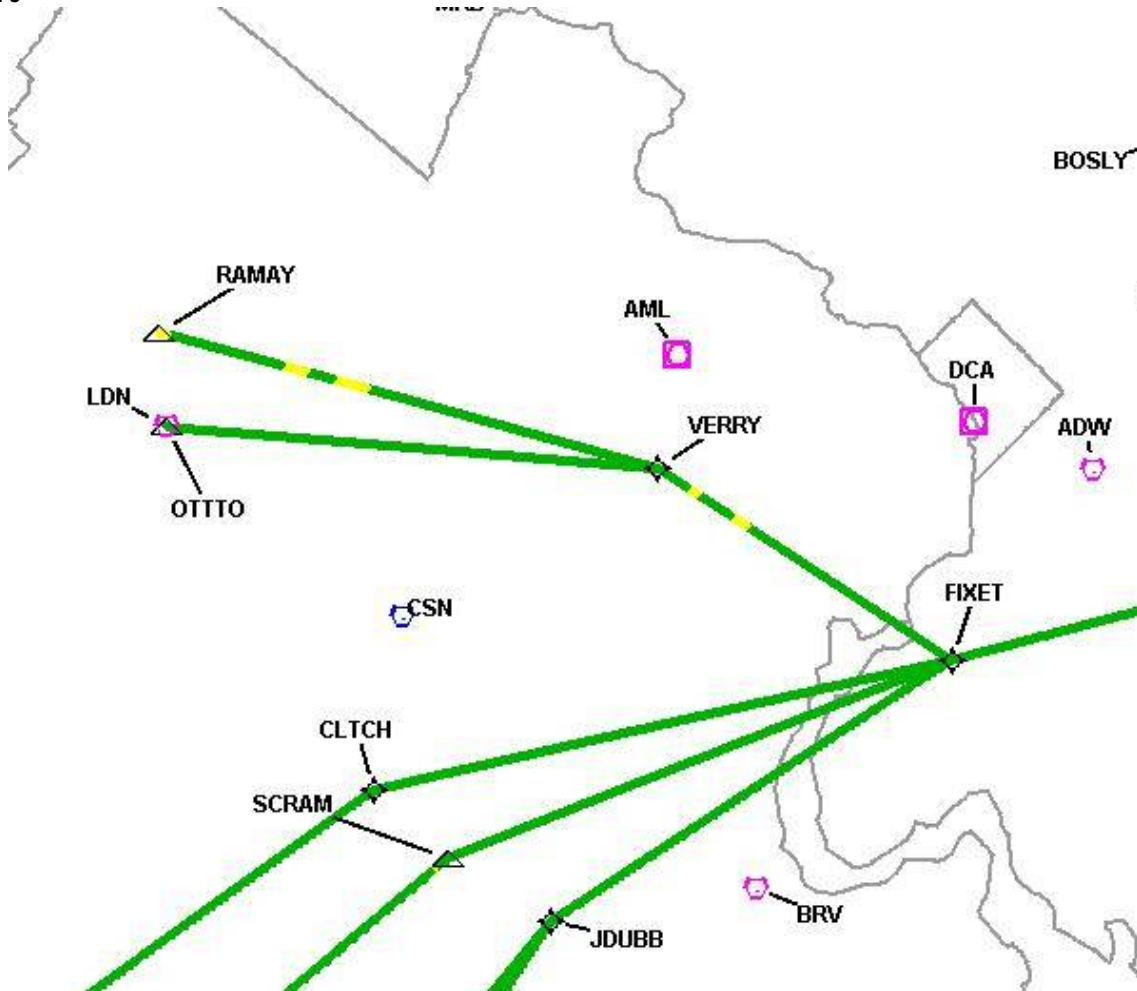 BOSLY
RAMAY
AML
DCA
LDN
VERRY
ADW
OTTTO
FIXET
CSN
CLTCH
SCRAM
BRV
JDUBB